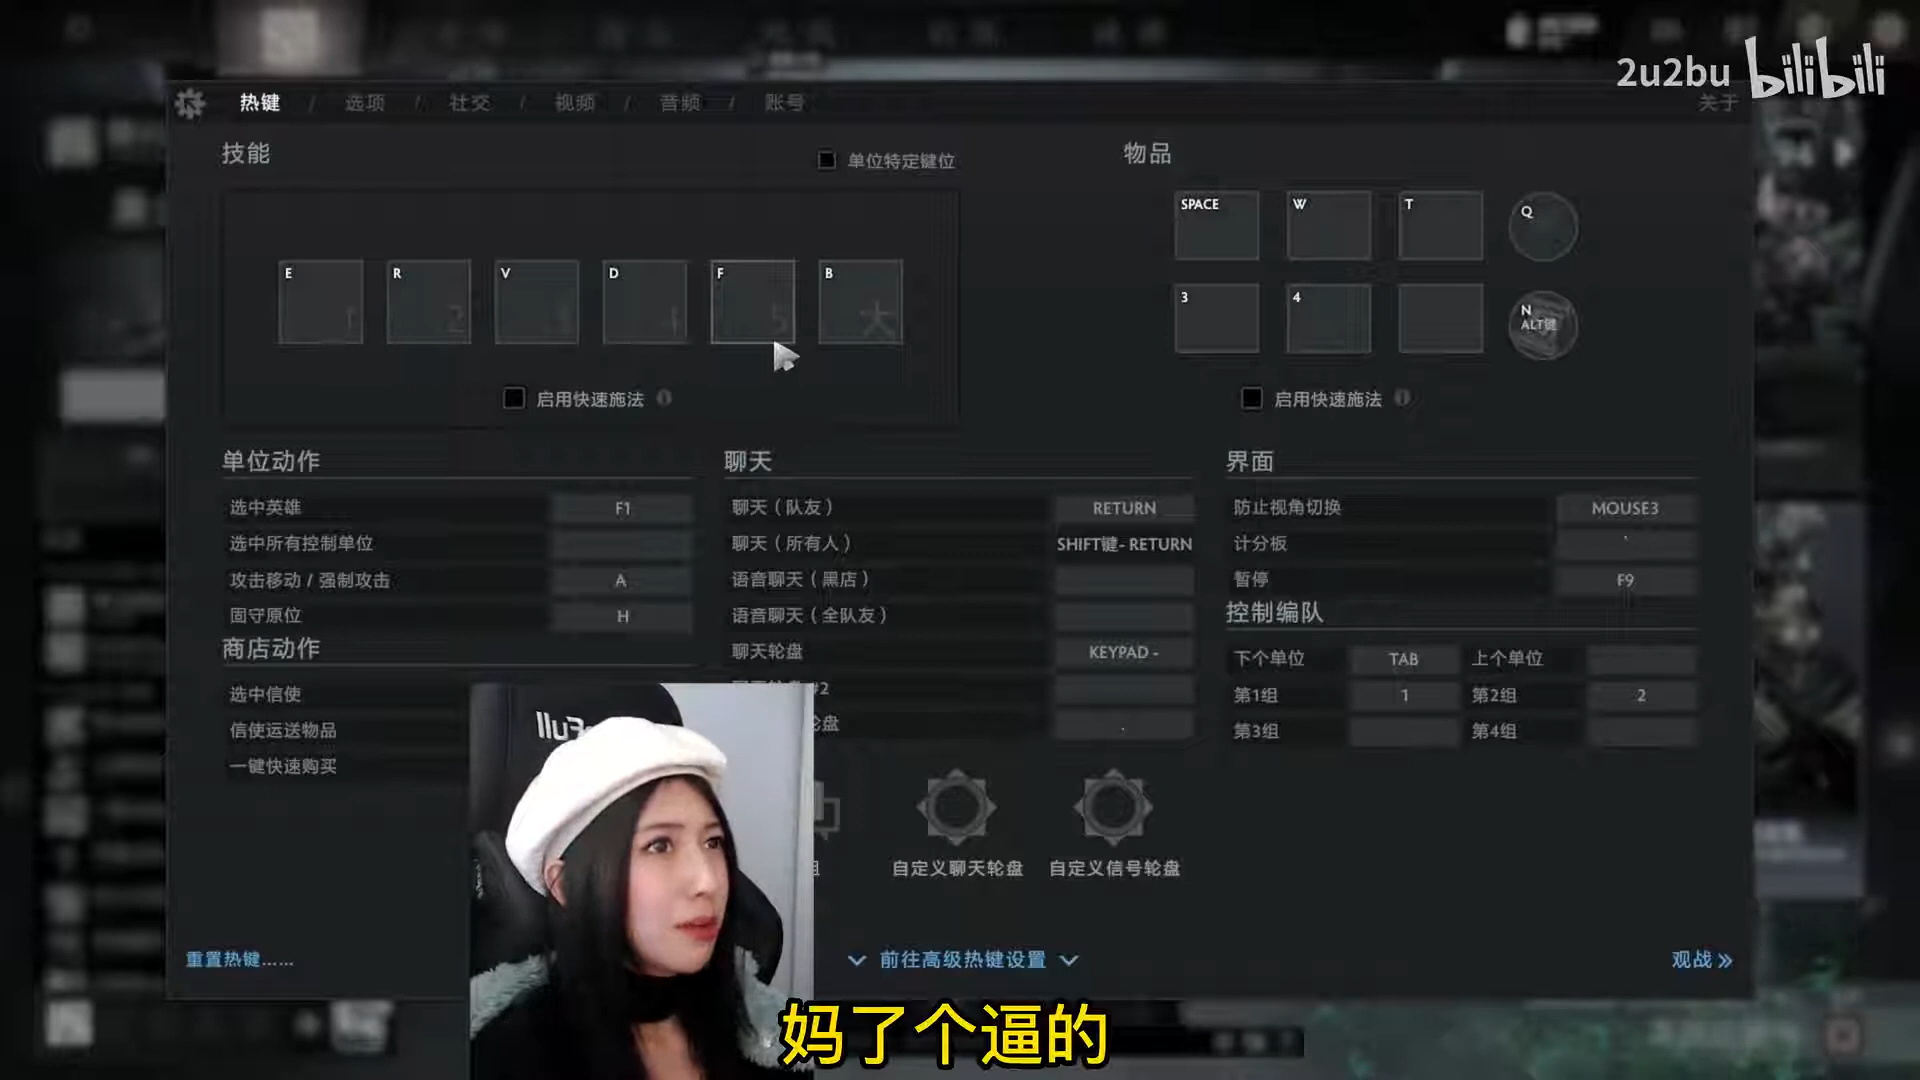 2u2bu bilibili
热键 / 选项 / 社交 / 视频 / 音频 / 账号
关于
技能
单位特定键位
E
R
V
D
F
B
1
2
3
4
5
大
启用快速施法
物品
SPACE
W
T
Q
3
4
N
ALT键
启用快速施法
单位动作
选中英雄 F1
选中所有控制单位
攻击移动 / 强制攻击 A
固守原位 H
商店动作
选中信使
信使运送物品
一键快速购买
聊天
聊天（队友） RETURN
聊天（所有人） SHIFT键- RETURN
语音聊天（黑店）
语音聊天（全队友）
聊天轮盘 KEYPAD -
#2
轮盘 .
组
自定义聊天轮盘
自定义信号轮盘
界面
防止视角切换 MOUSE3
计分板 `
暂停 F9
控制编队
下个单位 TAB 上个单位
第1组 1 第2组 2
第3组 第4组
重置热键......
前往高级热键设置
观战
妈了个逼的